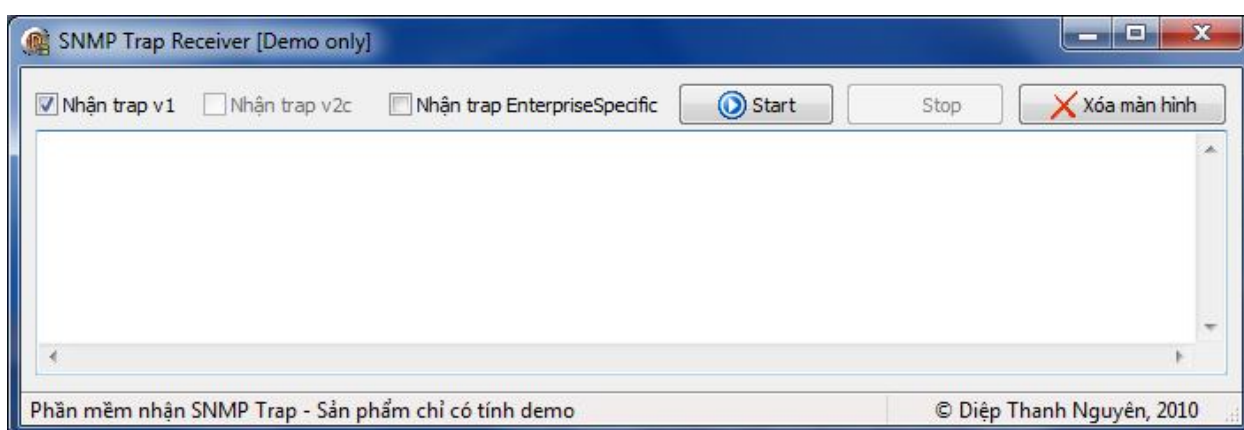 SNMP Trap Receiver [Demo only]
Nhận trap v1 Nhận trap v2c Nhận trap EnterpriseSpecific Start Stop Xóa màn hình
Phần mềm nhận SNMP Trap - Sản phẩm chỉ có tính demo © Diệp Thanh Nguyên, 2010